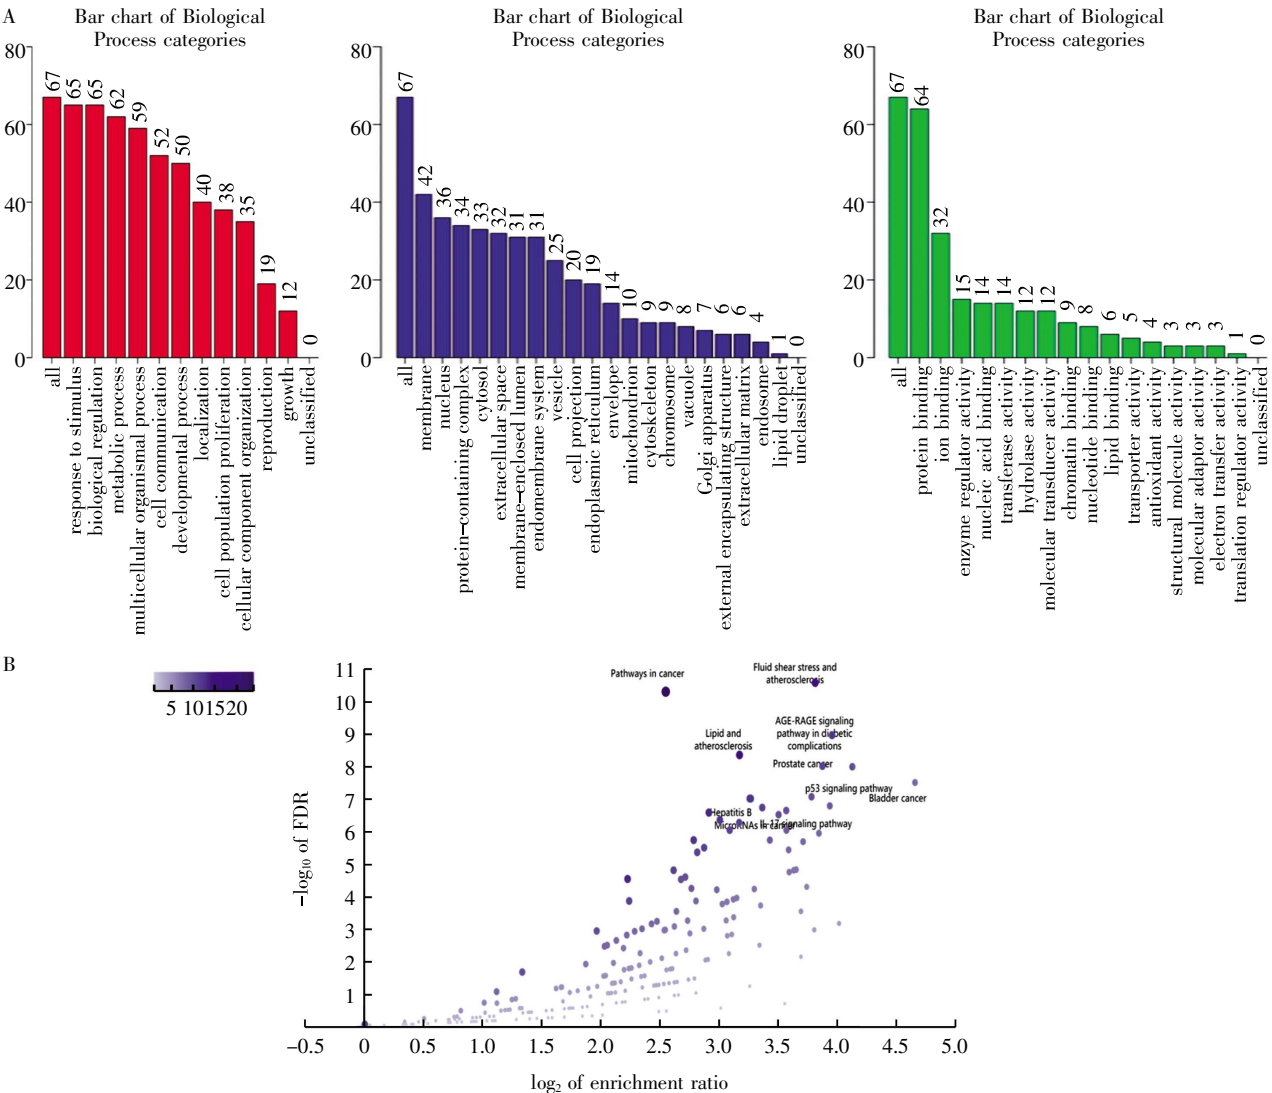 A
Bar chart of Biological
Process categories
80
60
40
20
0
67
65
65
62
59
52
50
40
38
35
19
12
0
all
response to stimulus
biological regulation
metabolic process
multicellular organismal process
cell communication
developmental process
localization
cell population proliferation
cellular component organization
reproduction
growth
unclassified
Bar chart of Biological
Process categories
80
60
40
20
0
67
42
36
34
33
32
31
31
25
20
19
14
10
9
9
8
7
6
6
4
1
0
all
membrane
nucleus
protein-containing complex
cytosol
extracellular space
membrane-enclosed lumen
endomembrane system
vesicle
cell projection
endoplasmic reticulum
envelope
mitochondrion
cytoskeleton
chromosome
vacuole
Golgi apparatus
external encapsulating structure
extracellular matrix
endosome
lipid droplet
unclassified
Bar chart of Biological
Process categories
80
60
40
20
0
67
64
32
15
14
14
12
12
9
8
6
5
4
3
3
3
1
0
all
protein binding
ion binding
enzyme regulator activity
nucleic acid binding
transferase activity
hydrolase activity
molecular transducer activity
chromatin binding
nucleotide binding
lipid binding
transporter activity
antioxidant activity
structural molecule activity
molecular adaptor activity
electron transfer activity
translation regulator activity
unclassified
B
5 101520
11
10
9
8
7
6
5
4
3
2
1
−log₁₀ of FDR
Pathways in cancer
Fluid shear stress and
atherosclerosis
AGE-RAGE signaling
pathway in diabetic
complications
Lipid and
atherosclerosis
Prostate cancer
p53 signaling pathway
Bladder cancer
Hepatitis B
MicroRNAs in cancer
IL-17 signaling pathway
−0.5
0
0.5
1.0
1.5
2.0
2.5
3.0
3.5
4.0
4.5
5.0
log₂ of enrichment ratio